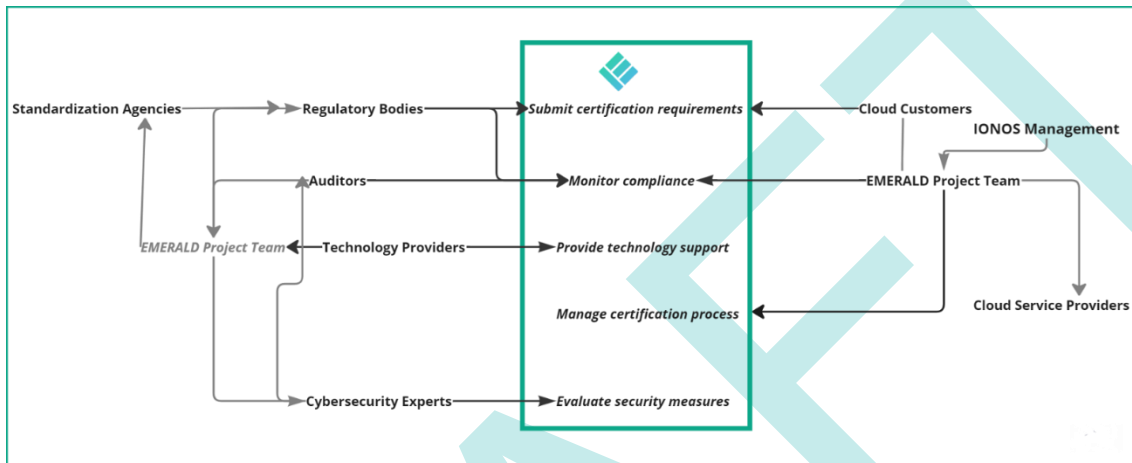 Standardization Agencies
Regulatory Bodies
Submit certification requirements
Cloud Customers
IONOS Management
Auditors
Monitor compliance
EMERALD Project Team
EMERALD Project Team
Technology Providers
Provide technology support
Cloud Service Providers
Manage certification process
Cybersecurity Experts
Evaluate security measures